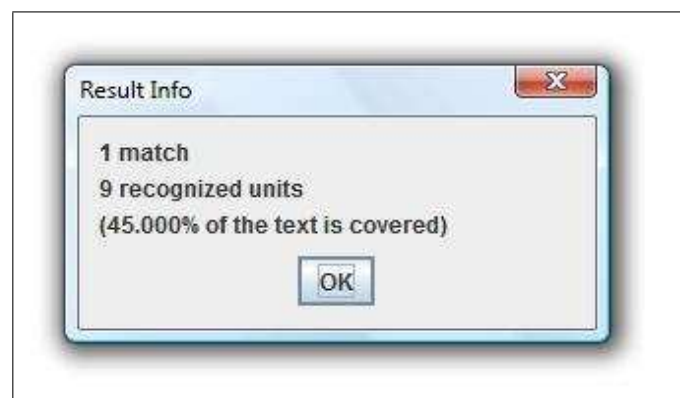 Result Info
1 match
9 recognized units
(45.000% of the text is covered)
OK